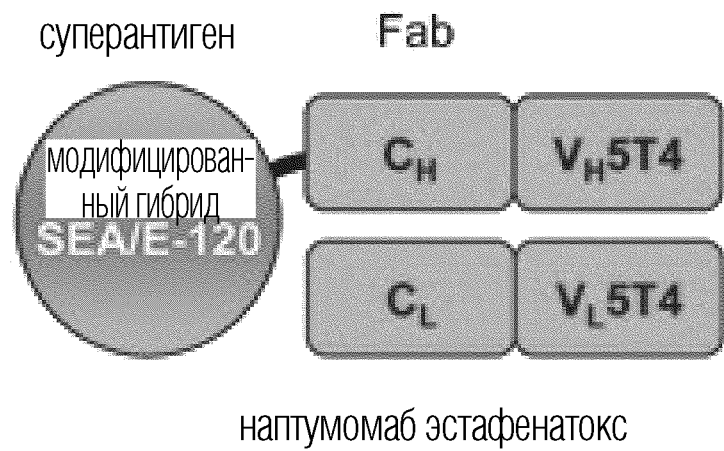 суперантиген Fab
модифицирован-
ный гибрид
SEA/E-120
C_H V_H5T4
C_L V_L5T4
наптумомаб эстафенатокс